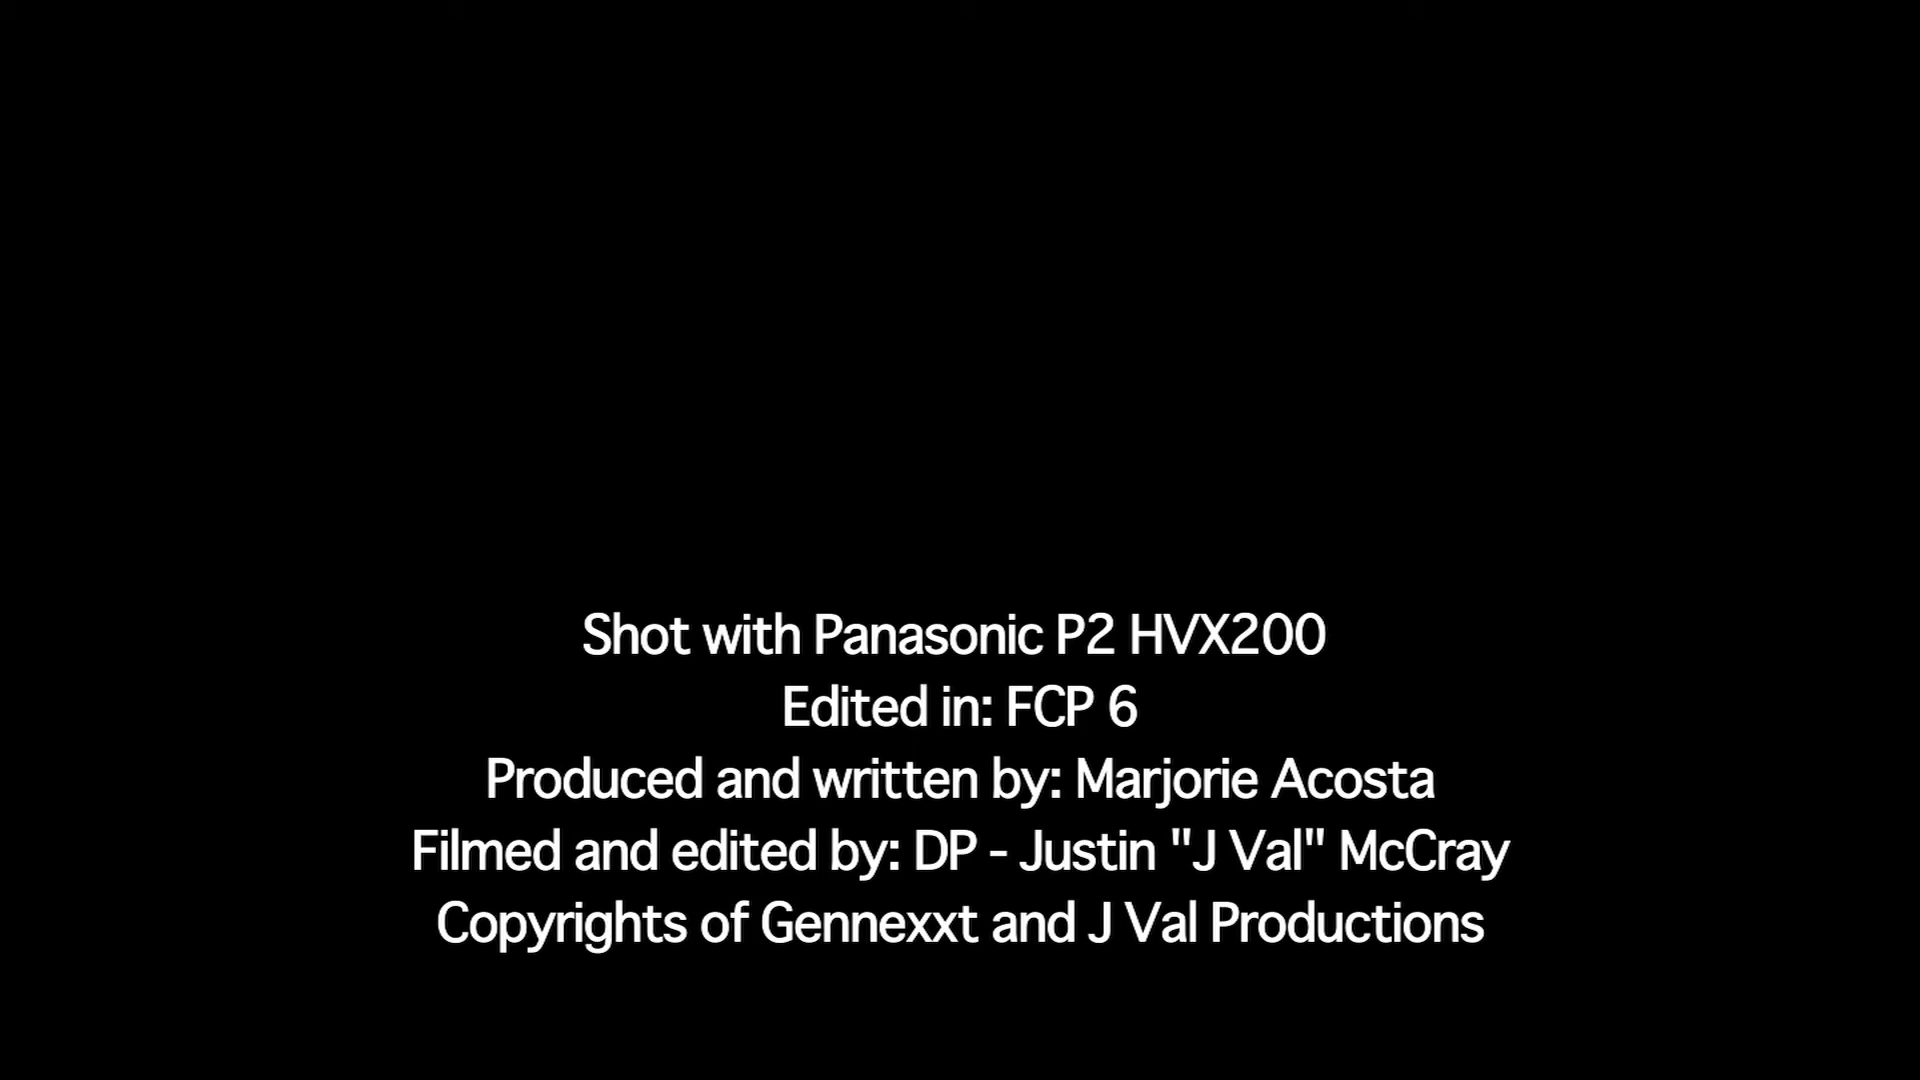 Shot with Panasonic P2 HVX200
Edited in: FCP 6
Produced and written by: Marjorie Acosta
Filmed and edited by: DP - Justin "J Val" McCray
Copyrights of Gennexxt and J Val Productions